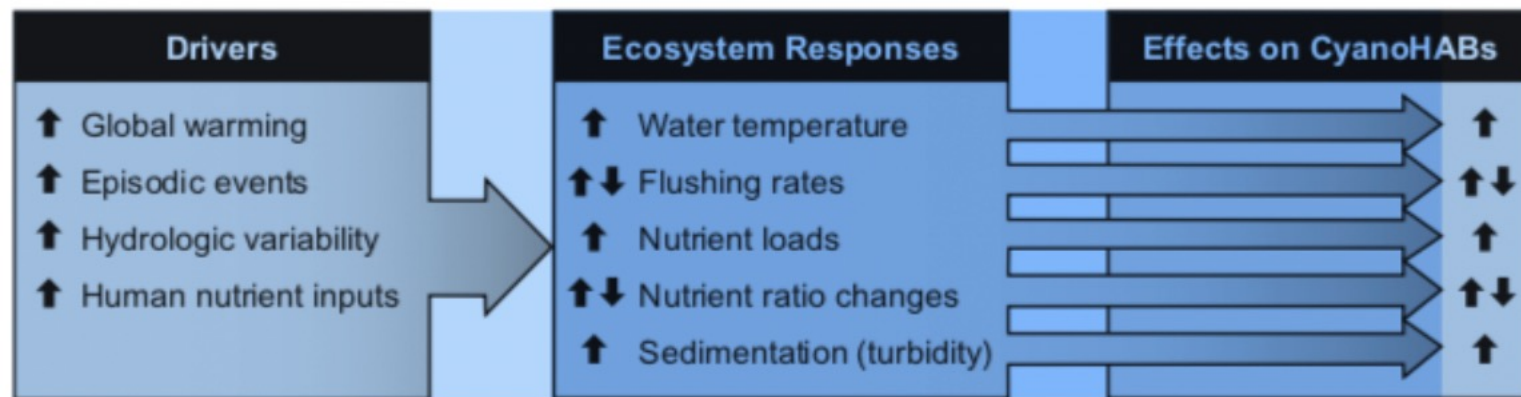 Drivers
Global warming
Episodic events
Hydrologic variability
Human nutrient inputs
Ecosystem Responses
Water temperature
Flushing rates
Nutrient loads
Nutrient ratio changes
Sedimentation (turbidity)
Effects on CyanoHABs